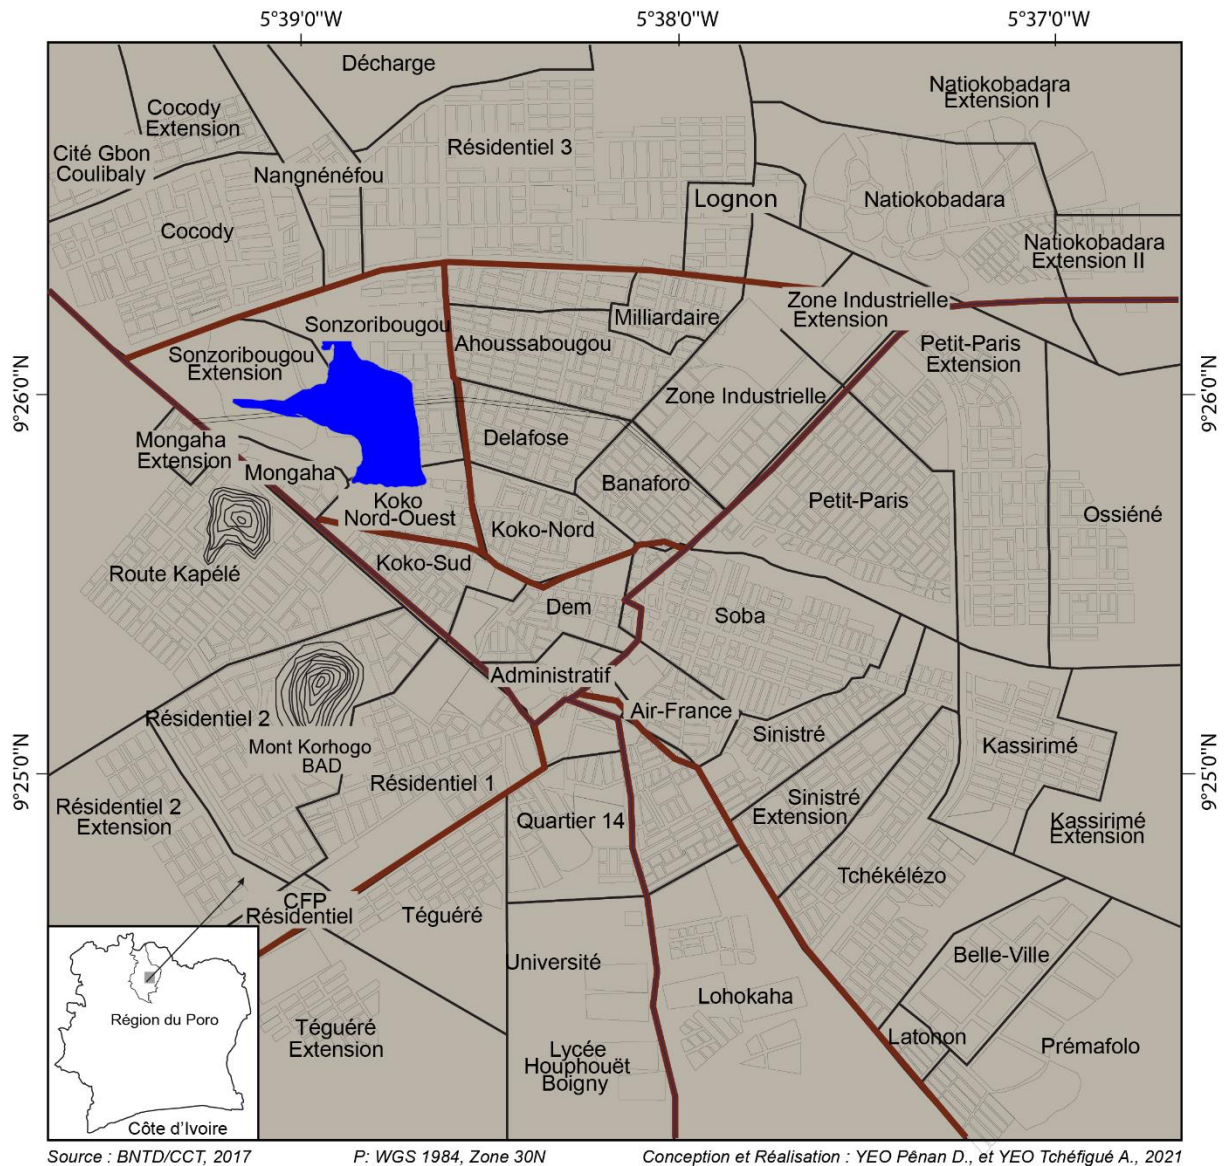 5°39'0"W
5°38'0"W
5°37'0"W
Décharge
Cocody
Extension
Natiokobadara
Extension I
Cité Gbon
Coulibaly
Nangnénéfou
Résidentiel 3
Lognon
Natiokobadara
Cocody
Natiokobadara
Extension II
Zone Industrielle
Extension
Sonzoribougou
Milliardaire
Ahoussabougou
Petit-Paris
Extension
Sonzoribougou
Extension
9°26'0"N
9°26'0"N
Zone Industrielle
Delafose
Mongaha
Extension
Mongaha
Banaforo
Petit-Paris
Ossiéné
Koko
Nord-Ouest
Koko-Nord
Koko-Sud
Route Kapélé
Dem
Soba
Administratif
Air-France
Résidentiel 2
Sinistré
Kassirimé
Mont Korhogo
BAD
9°25'0"N
9°25'0"N
Résidentiel 1
Résidentiel 2
Extension
Quartier 14
Sinistré
Extension
Kassirimé
Extension
Tchékélézo
CFP
Résidentiel
Téguéré
Belle-Ville
Université
Lohokaha
Région du Poro
Téguéré
Extension
Lycée
Houphouët
Boigny
Latonon
Prémafolo
Côte d'Ivoire
Source : BNTD/CCT, 2017
P: WGS 1984, Zone 30N
Conception et Réalisation : YEO Pênan D., et YEO Tchéfigué A., 2021